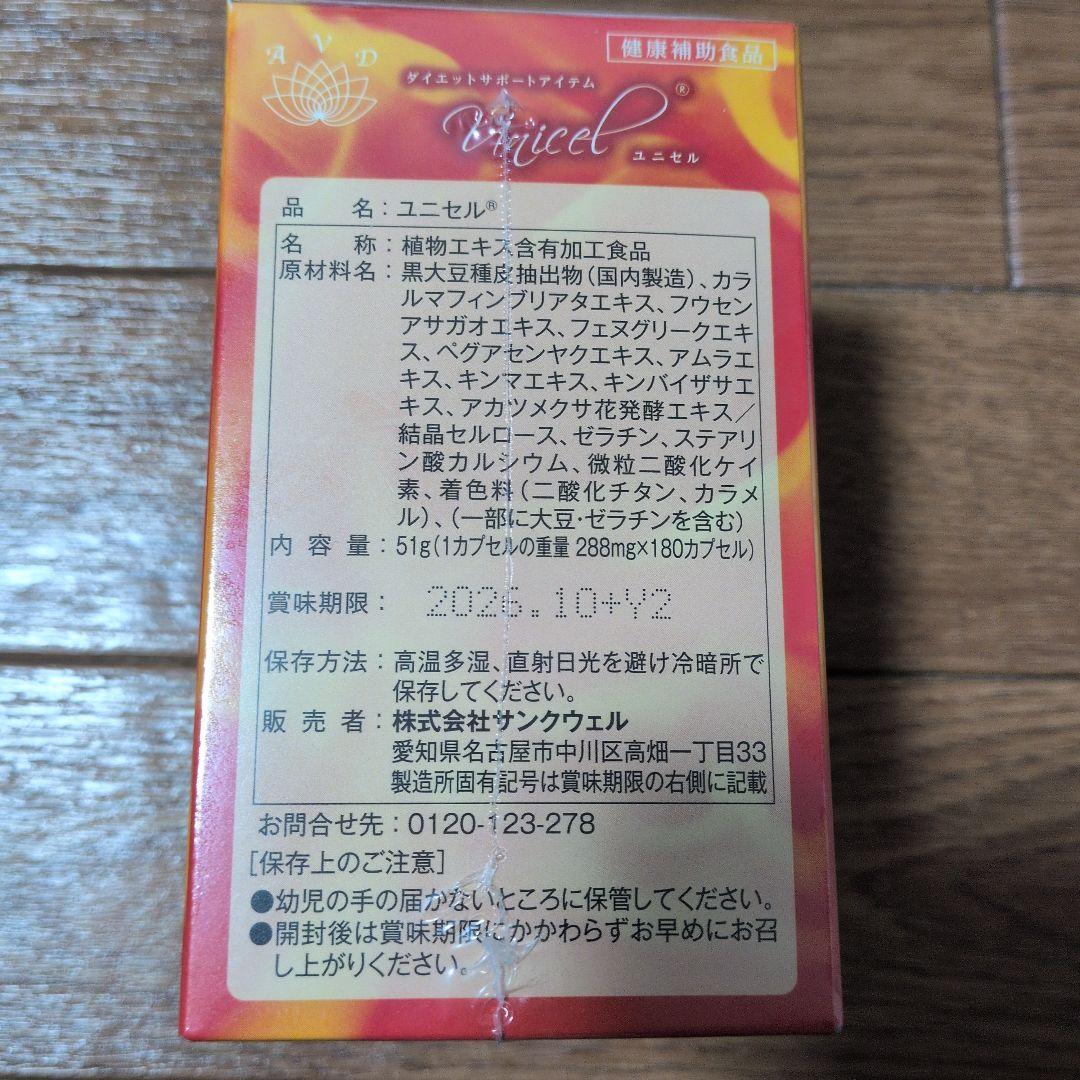 AVD
健康補助食品
ダイエットサポートアイテム
Unicel®
ユニセル
品　名：ユニセル®
名　称：植物エキス含有加工食品
原材料名：黒大豆種皮抽出物（国内製造）、カラ
ルマフィンブリアタエキス、フウセン
アサガオエキス、フェヌグリークエキ
ス、ペグアセンヤクエキス、アムラエ
キス、キンマエキス、キンバイザサエ
キス、アカツメクサ花発酵エキス／
結晶セルロース、ゼラチン、ステアリ
ン酸カルシウム、微粒二酸化ケイ
素、着色料（二酸化チタン、カラメ
ル）、（一部に大豆・ゼラチンを含む）
内容量：51g（1カプセルの重量 288mg×180カプセル）
賞味期限：2026.10+Y2
保存方法：高温多湿、直射日光を避け冷暗所で
保存してください。
販売者：株式会社サンクウェル
愛知県名古屋市中川区高畑一丁目33
製造所固有記号は賞味期限の右側に記載
お問合せ先：0120-123-278
［保存上のご注意］
●幼児の手の届かないところに保管してください。
●開封後は賞味期限にかかわらずお早めにお召
し上がりください。